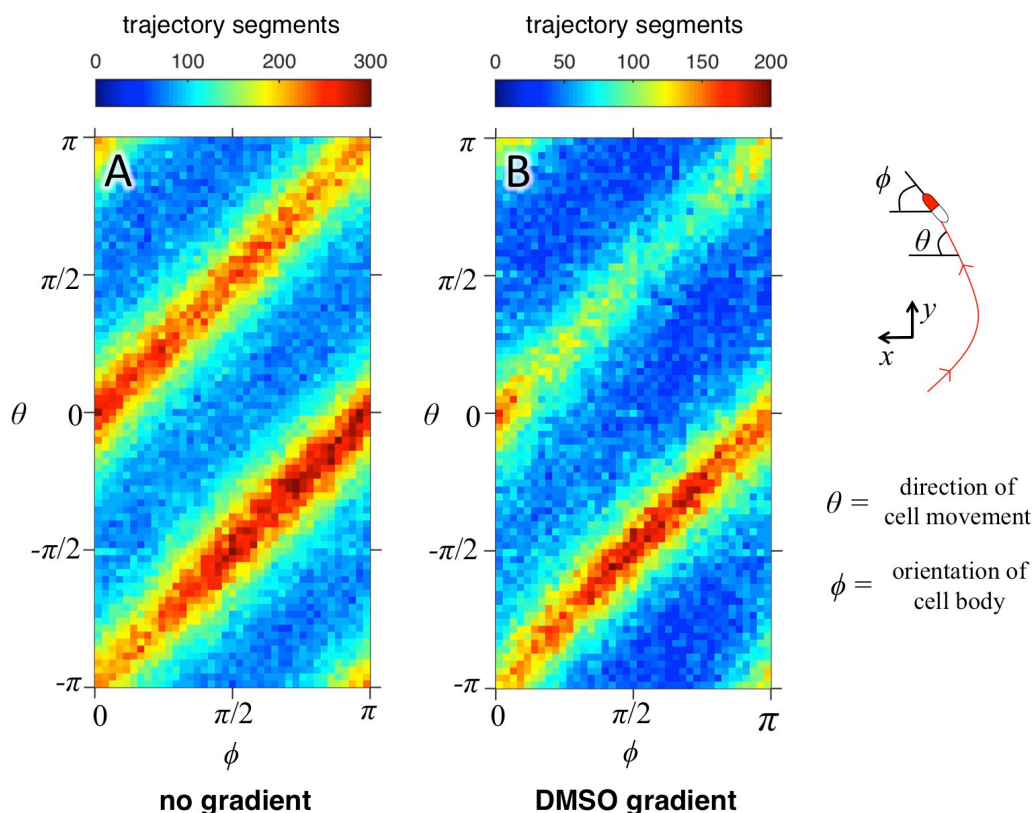 trajectory segments
0 100 200 300
A
π
π/2
0
-π/2
-π
θ
0 π/2 π
ϕ
no gradient
trajectory segments
0 50 100 150 200
B
π
π/2
0
-π/2
-π
θ
0 π/2 π
ϕ
DMSO gradient
ϕ
θ
y
x
θ = direction of
cell movement
ϕ = orientation of
cell body